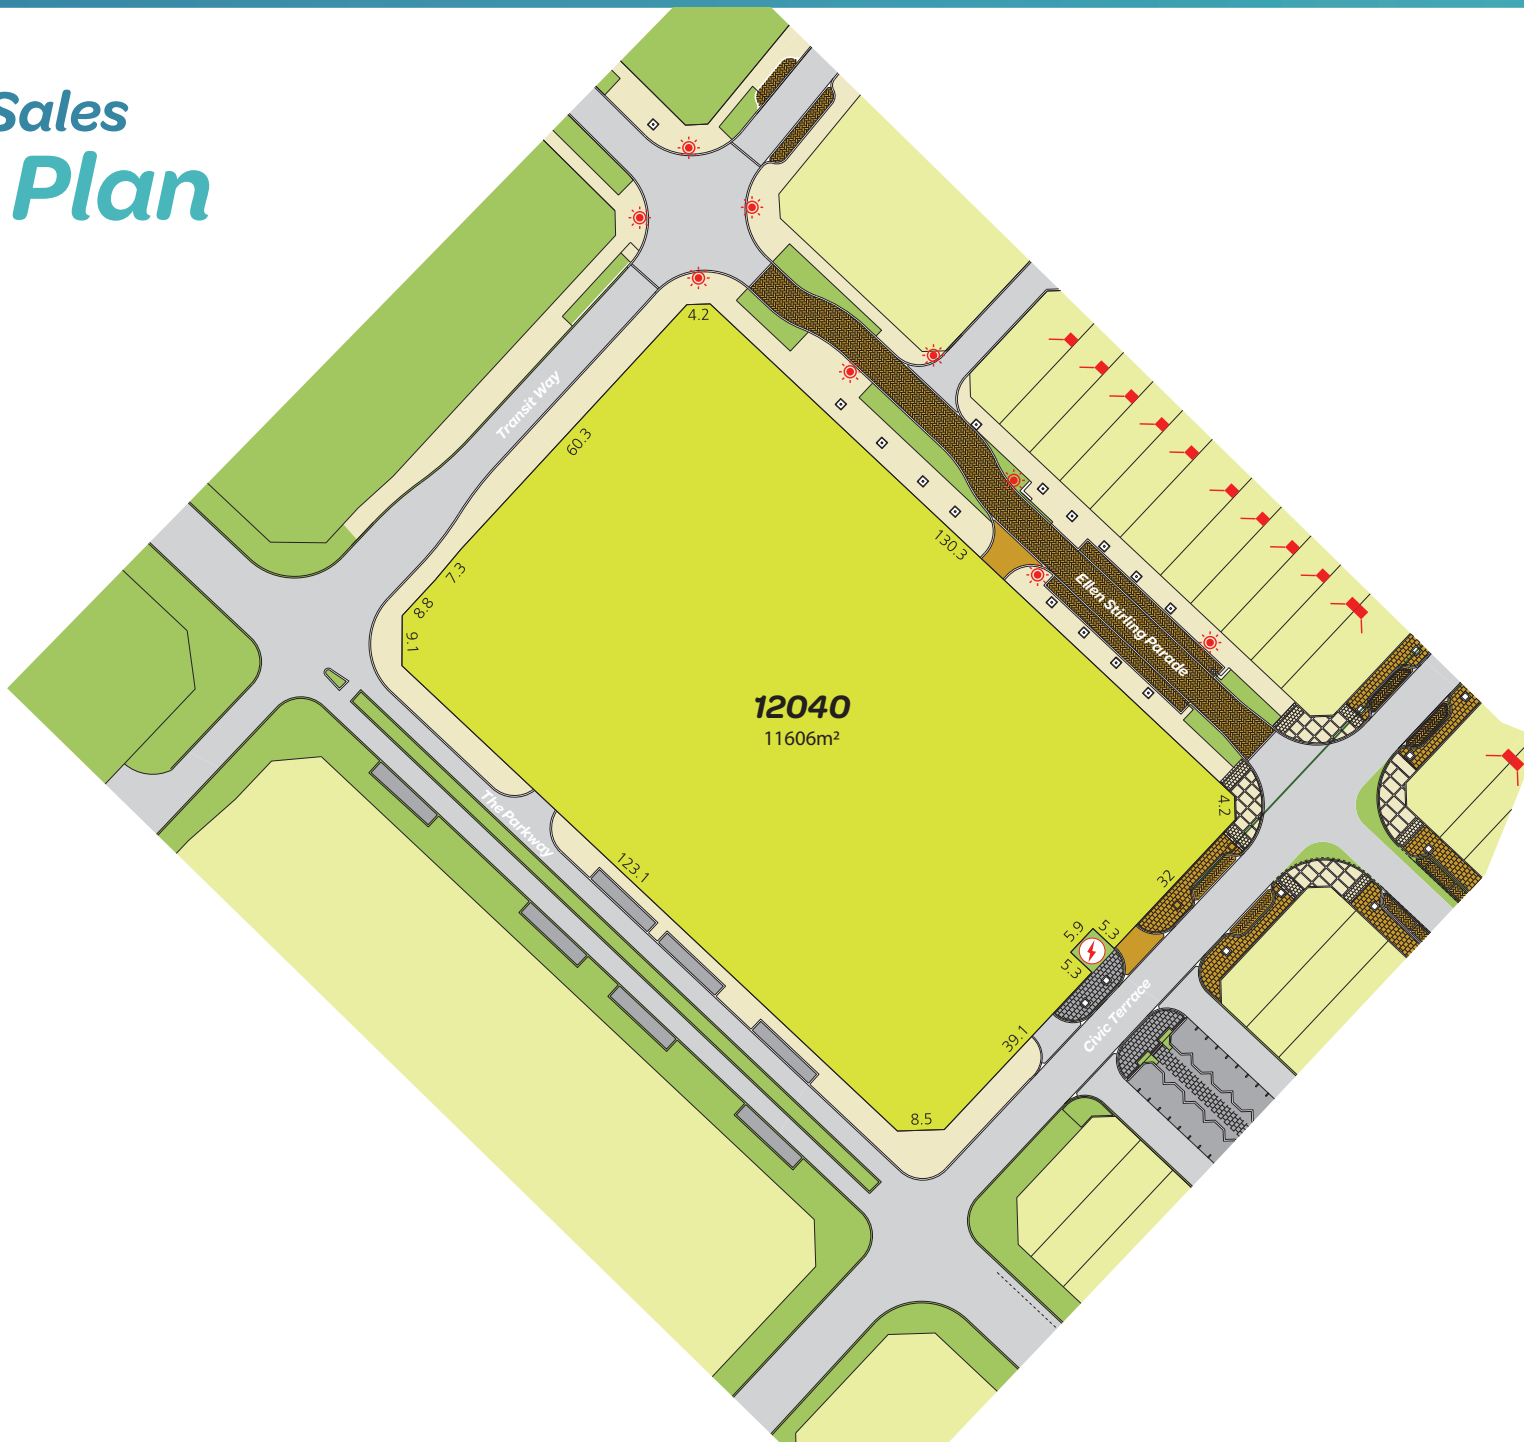 Sales
Plan
4.2
Transit Way
60.3
130.3
7.3
8.8
9.1
Ellen Stirling Parade
12040
11606m²
4.2
The Parkway
123.1
32
5.9
5.3
5.3
Civic Terrace
39.1
8.5